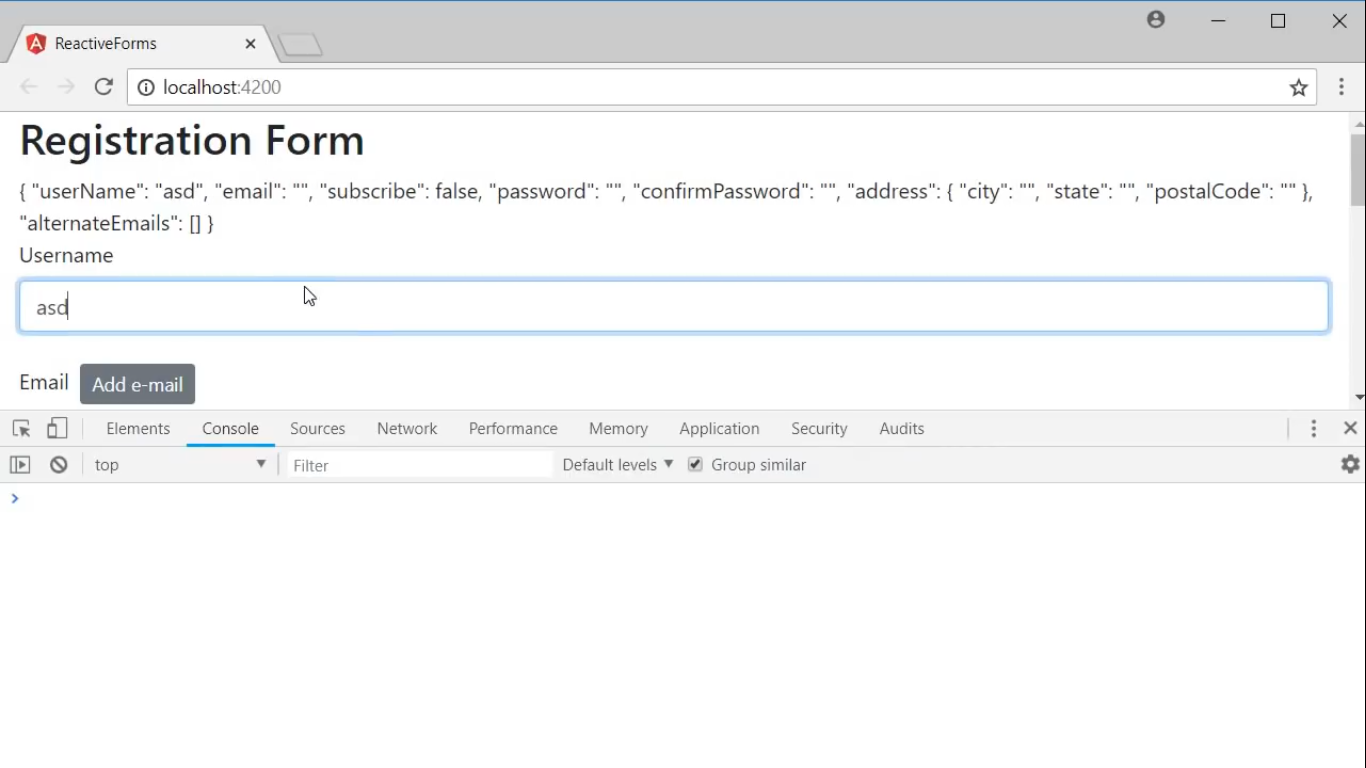 ReactiveForms
localhost:4200
Registration Form
{ "userName": "asd", "email": "", "subscribe": false, "password": "", "confirmPassword": "", "address": { "city": "", "state": "", "postalCode": "" },
"alternateEmails": [] }
Username
asd
Email Add e-mail
Elements Console Sources Network Performance Memory Application Security Audits
top Filter Default levels Group similar